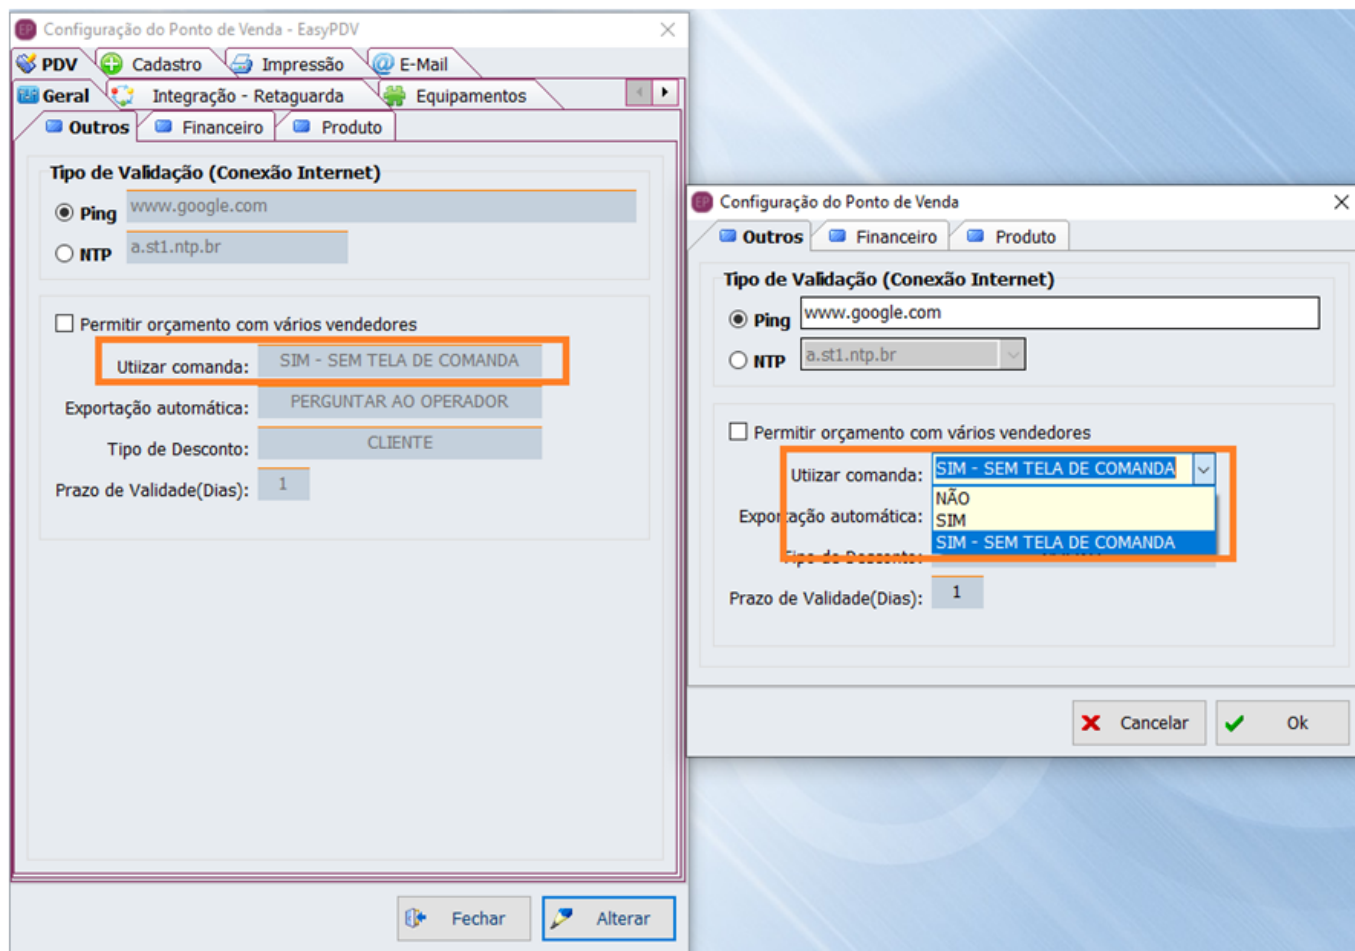 EP Configuração do Ponto de Venda - EasyPDV
PDV Cadastro Impressão @ E-Mail
Geral Integração - Retaguarda Equipamentos
Outros Financeiro Produto
Tipo de Validação (Conexão Internet)
Ping www.google.com
NTP a.st1.ntp.br
Permitir orçamento com vários vendedores
Utiizar comanda: SIM - SEM TELA DE COMANDA
Exportação automática: PERGUNTAR AO OPERADOR
Tipo de Desconto: CLIENTE
Prazo de Validade(Dias): 1
Fechar Alterar
EP Configuração do Ponto de Venda
Outros Financeiro Produto
Tipo de Validação (Conexão Internet)
Ping www.google.com
NTP a.st1.ntp.br
Permitir orçamento com vários vendedores
Utiizar comanda: SIM - SEM TELA DE COMANDA
NÃO
Exportação automática: SIM
SIM - SEM TELA DE COMANDA
Tipo de Desconto:
Prazo de Validade(Dias): 1
Cancelar Ok